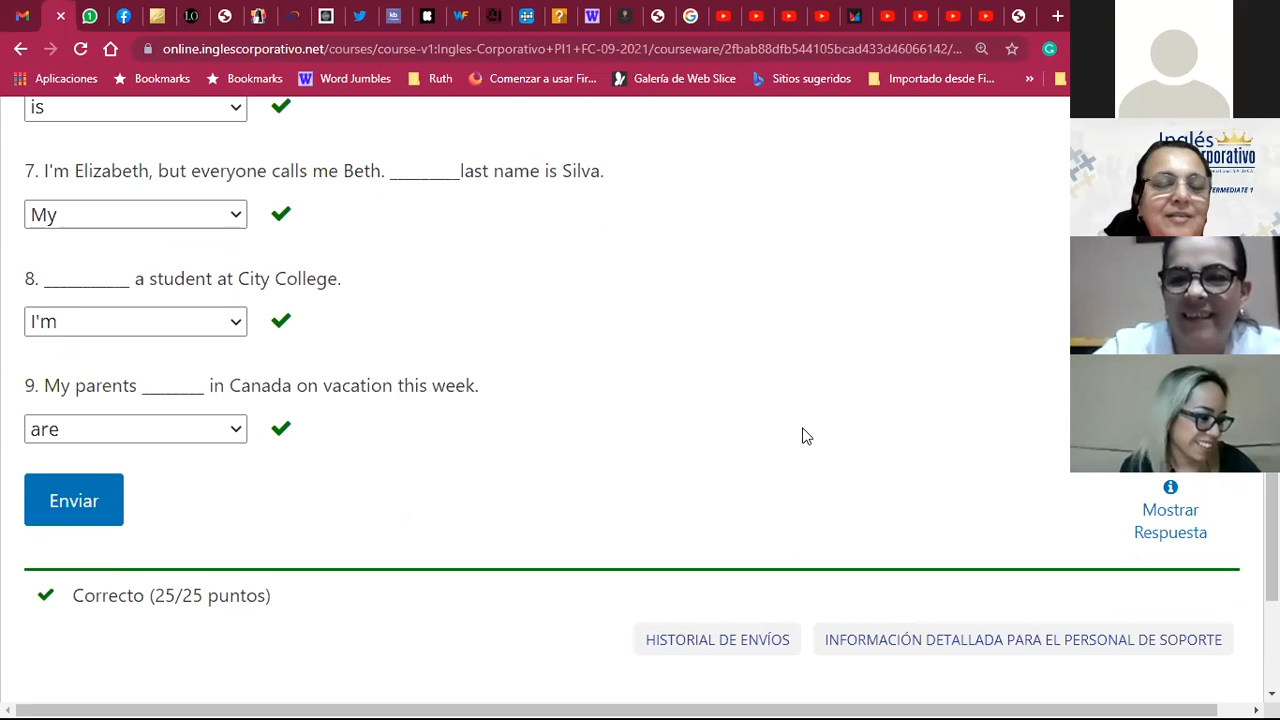 online.inglescorporativo.net/courses/course-v1:Ingles-Corporativo+PI1+FC-09-2021/courseware/2fbab88dfb544105bcad433d46066142/...
Aplicaciones Bookmarks Bookmarks Word Jumbles Ruth Comenzar a usar Fir... Galería de Web Slice Sitios sugeridos Importado desde Fi... »
is
7. I'm Elizabeth, but everyone calls me Beth. _________last name is Silva.
My
8. ___________ a student at City College.
I'm
9. My parents ________ in Canada on vacation this week.
are
Enviar
Mostrar
Respuesta
Correcto (25/25 puntos)
HISTORIAL DE ENVÍOS
INFORMACIÓN DETALLADA PARA EL PERSONAL DE SOPORTE
Inglés